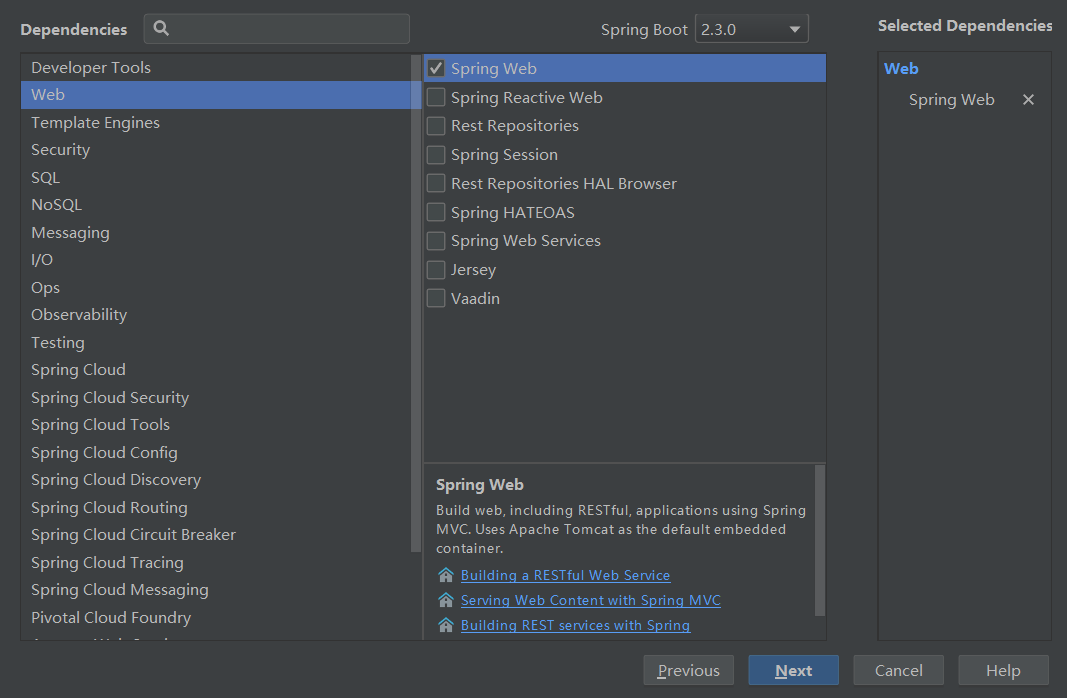 Dependencies
Spring Boot 2.3.0
Selected Dependencies
Developer Tools
Web
Template Engines
Security
SQL
NoSQL
Messaging
I/O
Ops
Observability
Testing
Spring Cloud
Spring Cloud Security
Spring Cloud Tools
Spring Cloud Config
Spring Cloud Discovery
Spring Cloud Routing
Spring Cloud Circuit Breaker
Spring Cloud Tracing
Spring Cloud Messaging
Pivotal Cloud Foundry
Spring Web
Spring Reactive Web
Rest Repositories
Spring Session
Rest Repositories HAL Browser
Spring HATEOAS
Spring Web Services
Jersey
Vaadin
Spring Web
Build web, including RESTful, applications using Spring
MVC. Uses Apache Tomcat as the default embedded
container.
Building a RESTful Web Service
Serving Web Content with Spring MVC
Building REST services with Spring
Web
Spring Web
Previous
Next
Cancel
Help